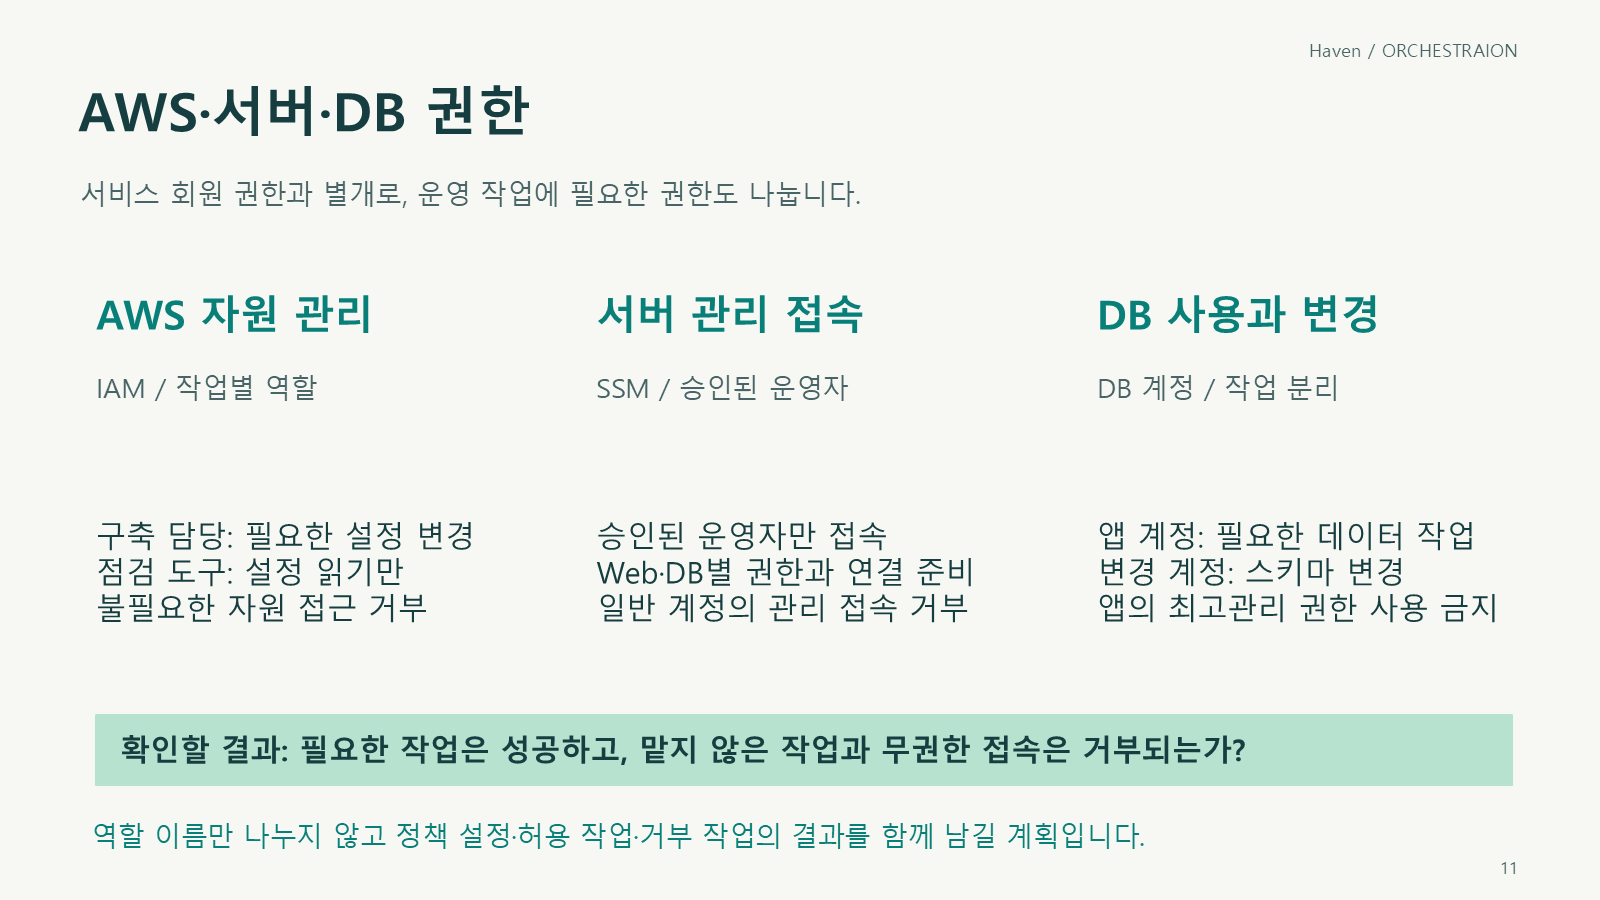 Haven / ORCHESTRAION
AWS·서버·DB 권한
서비스 회원 권한과 별개로, 운영 작업에 필요한 권한도 나눕니다.
AWS 자원 관리
IAM / 작업별 역할
구축 담당: 필요한 설정 변경
점검 도구: 설정 읽기만
불필요한 자원 접근 거부
서버 관리 접속
SSM / 승인된 운영자
승인된 운영자만 접속
Web·DB별 권한과 연결 준비
일반 계정의 관리 접속 거부
DB 사용과 변경
DB 계정 / 작업 분리
앱 계정: 필요한 데이터 작업
변경 계정: 스키마 변경
앱의 최고관리 권한 사용 금지
확인할 결과: 필요한 작업은 성공하고, 맡지 않은 작업과 무권한 접속은 거부되는가?
역할 이름만 나누지 않고 정책 설정·허용 작업·거부 작업의 결과를 함께 남길 계획입니다.
11